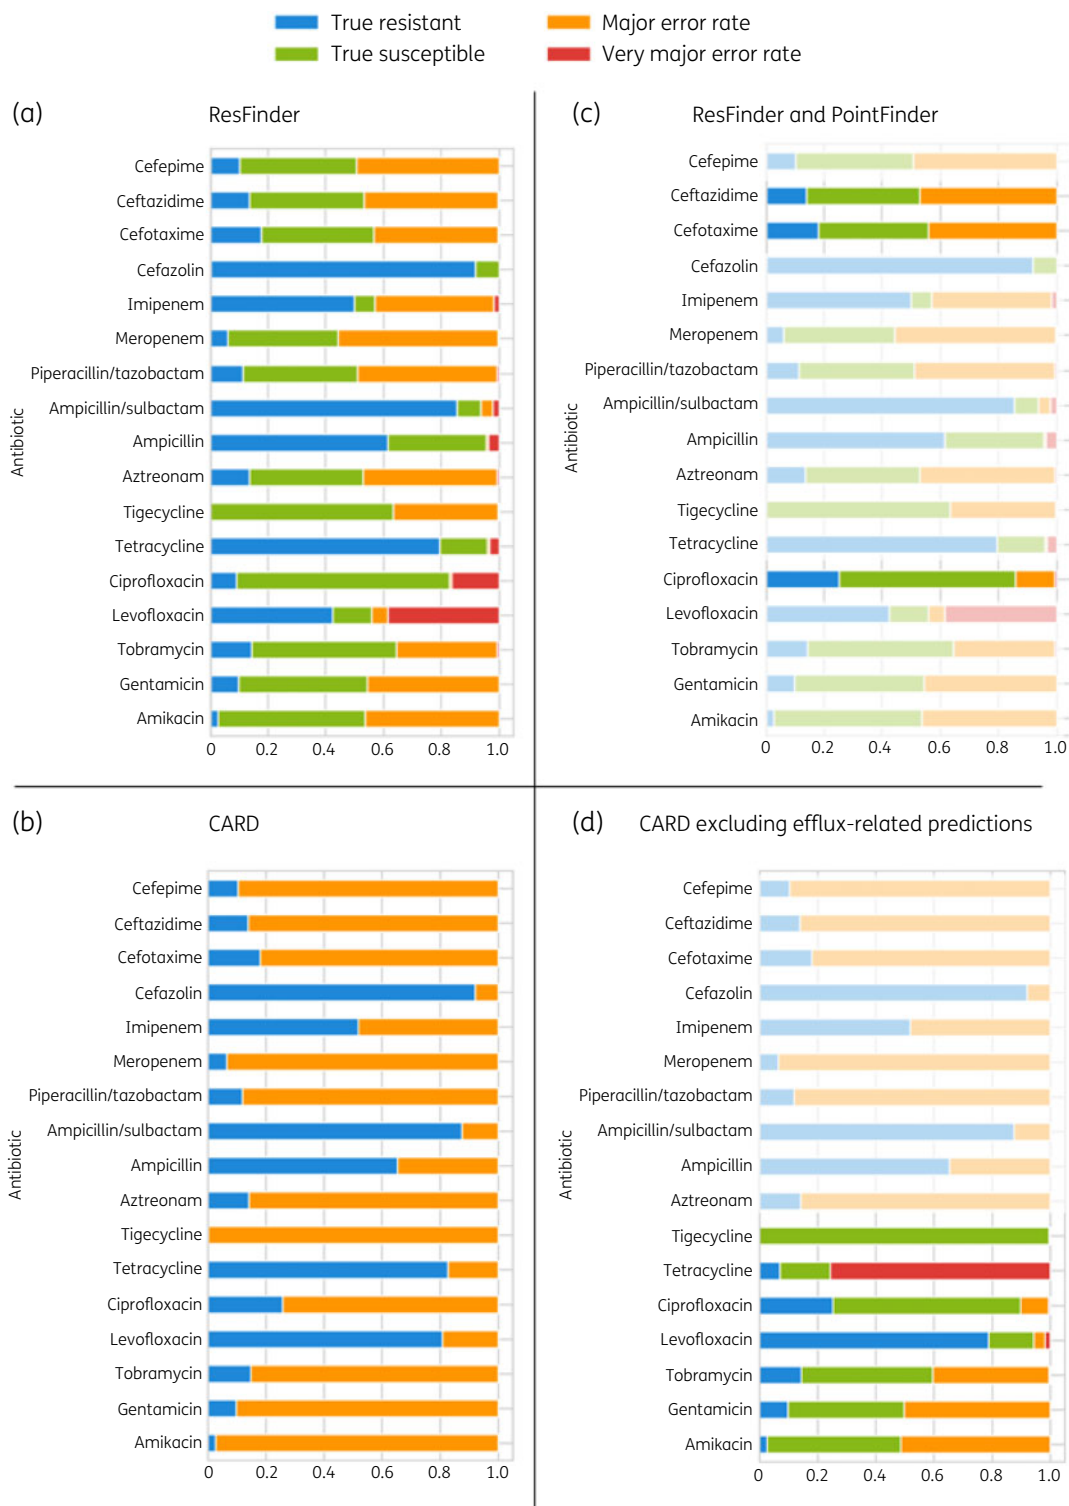 True resistant
Major error rate
True susceptible
Very major error rate
(a)
ResFinder
Antibiotic
Cefepime
Ceftazidime
Cefotaxime
Cefazolin
Imipenem
Meropenem
Piperacillin/tazobactam
Ampicillin/sulbactam
Ampicillin
Aztreonam
Tigecycline
Tetracycline
Ciprofloxacin
Levofloxacin
Tobramycin
Gentamicin
Amikacin
0 0.2 0.4 0.6 0.8 1.0
(c)
ResFinder and PointFinder
Antibiotic
Cefepime
Ceftazidime
Cefotaxime
Cefazolin
Imipenem
Meropenem
Piperacillin/tazobactam
Ampicillin/sulbactam
Ampicillin
Aztreonam
Tigecycline
Tetracycline
Ciprofloxacin
Levofloxacin
Tobramycin
Gentamicin
Amikacin
0 0.2 0.4 0.6 0.8 1.0
(b)
CARD
Antibiotic
Cefepime
Ceftazidime
Cefotaxime
Cefazolin
Imipenem
Meropenem
Piperacillin/tazobactam
Ampicillin/sulbactam
Ampicillin
Aztreonam
Tigecycline
Tetracycline
Ciprofloxacin
Levofloxacin
Tobramycin
Gentamicin
Amikacin
0 0.2 0.4 0.6 0.8 1.0
(d)
CARD excluding efflux-related predictions
Antibiotic
Cefepime
Ceftazidime
Cefotaxime
Cefazolin
Imipenem
Meropenem
Piperacillin/tazobactam
Ampicillin/sulbactam
Ampicillin
Aztreonam
Tigecycline
Tetracycline
Ciprofloxacin
Levofloxacin
Tobramycin
Gentamicin
Amikacin
0 0.2 0.4 0.6 0.8 1.0